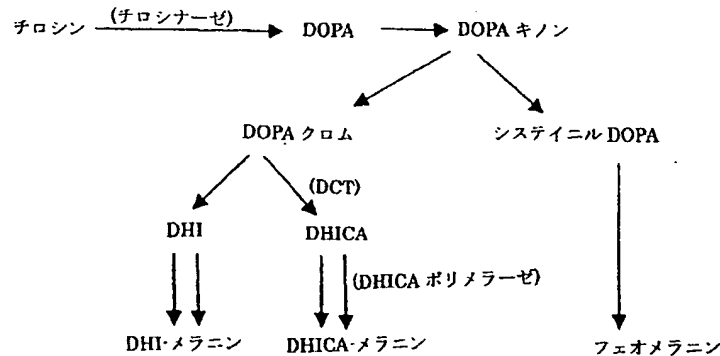 チロシン (チロシナーゼ) DOPA DOPA キノン
DOPA クロム システイニル DOPA
(DCT)
DHI DHICA
(DHICA ポリメラーゼ)
DHI-メラニン DHICA-メラニン フェオメラニン